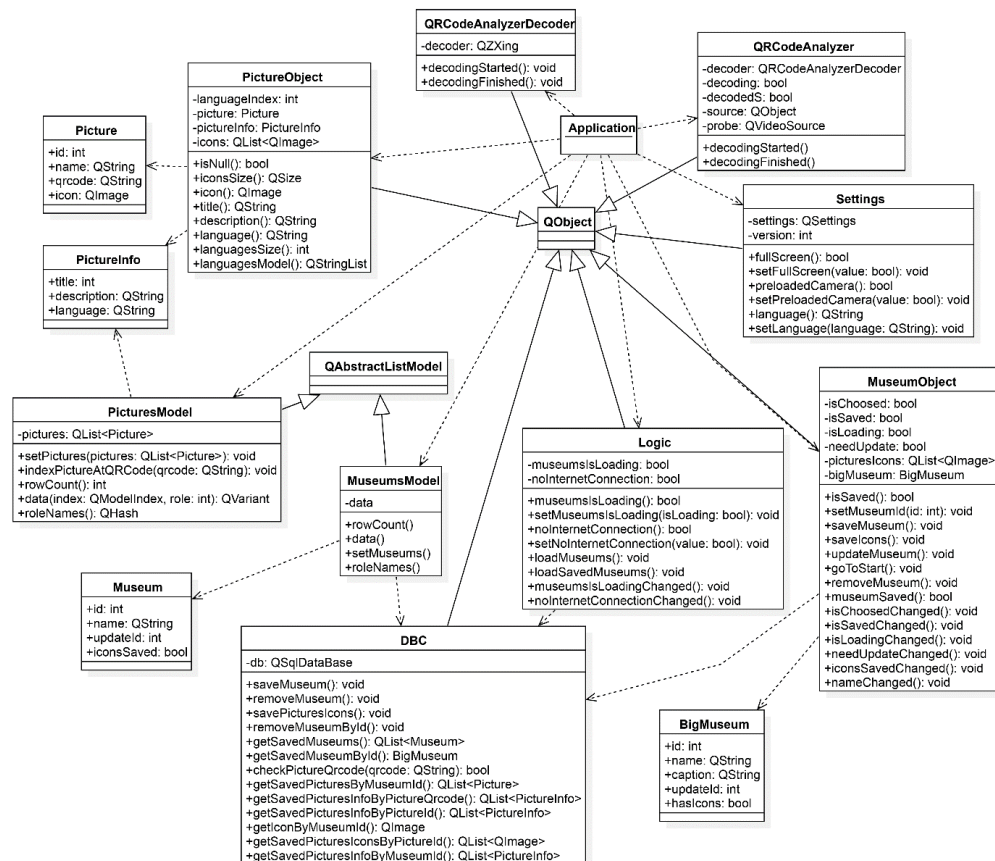 QRCodeAnalyzerDecoder
-decoder: QZXing
+decodingStarted(): void
+decodingFinished(): void
QRCodeAnalyzer
-decoder: QRCodeAnalyzerDecoder
-decoding: bool
-decodedS: bool
-source: QObject
-probe: QVideoSource
+decodingStarted()
+decodingFinished()
PictureObject
-languageIndex: int
-picture: Picture
-pictureInfo: PictureInfo
-icons: QList<QImage>
+isNull(): bool
+iconsSize(): QSize
+icon(): QImage
+title(): QString
+description(): QString
+language(): QString
+languagesSize(): int
+languagesModel(): QStringList
Application
Picture
+id: int
+name: QString
+qrcode: QString
+icon: QImage
Settings
-settings: QSettings
-version: int
+fullScreen(): bool
+setFullScreen(value: bool): void
+preloadedCamera(): bool
+setPreloadedCamera(value: bool): void
+language(): QString
+setLanguage(language: QString): void
QObject
PictureInfo
+title: int
+description: QString
+language: QString
QAbstractListModel
MuseumObject
-isChoosed: bool
-isSaved: bool
-isLoading: bool
-needUpdate: bool
-picturesIcons: QList<QImage>
-bigMuseum: BigMuseum
+isSaved(): bool
+setMuseumId(id: int): void
+saveMuseum(): void
+saveIcons(): void
+updateMuseum(): void
+goToStart(): void
+removeMuseum(): void
+museumSaved(): bool
+isChoosedChanged(): void
+isSavedChanged(): void
+isLoadingChanged(): void
+needUpdateChanged(): void
+iconsSavedChanged(): void
+nameChanged(): void
PicturesModel
-pictures: QList<Picture>
+setPictures(pictures: QList<Picture>): void
+indexPictureAtQRCode(qrcode: QString): void
+rowCount(): int
+data(index: QModelIndex, role: int): QVariant
+roleNames(): QHash
Logic
-museumsIsLoading: bool
-noInternetConnection: bool
+museumsIsLoading(): bool
+setMuseumsIsLoading(isLoading: bool): void
+noInternetConnection(): bool
+setNoInternetConnection(value: bool): void
+loadMuseums(): void
+loadSavedMuseums(): void
+museumsIsLoadingChanged(): void
+noInternetConnectionChanged(): void
MuseumsModel
-data
+rowCount()
+data()
+setMuseums()
+roleNames()
Museum
+id: int
+name: QString
+updateId: int
+iconsSaved: bool
DBC
-db: QSqlDataBase
+saveMuseum(): void
+removeMuseum(): void
+savePicturesIcons(): void
+removeMuseumById(): void
+getSavedMuseums(): QList<Museum>
+getSavedMuseumById(): BigMuseum
+checkPictureQrcode(qrcode: QString): bool
+getSavedPicturesByMuseumId(): QList<Picture>
+getSavedPicturesInfoByPictureQrcode(): QList<PictureInfo>
+getSavedPicturesInfoByPictureId(): QList<PictureInfo>
+getIconByMuseumId(): QImage
+getSavedPicturesIconsByPictureId(): QList<QImage>
+getSavedPicturesInfoByMuseumId(): QList<PictureInfo>
BigMuseum
+id: int
+name: QString
+caption: QString
+updateId: int
+hasIcons: bool